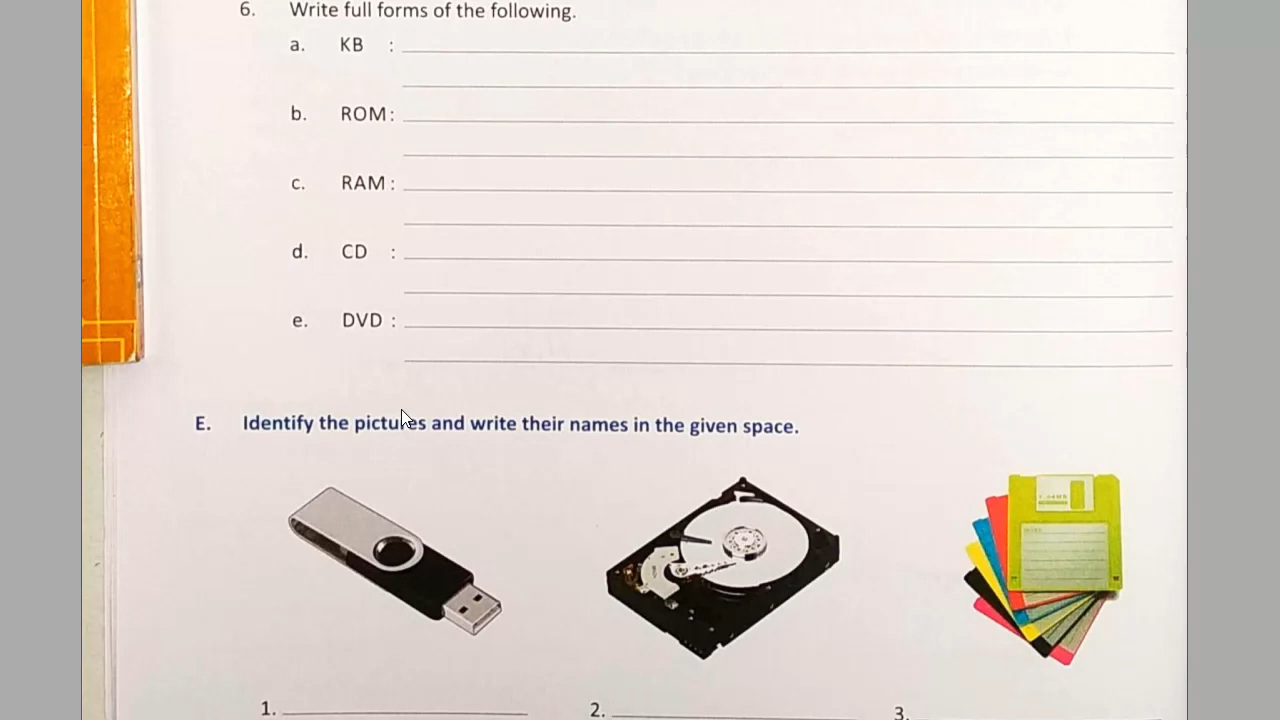 6. Write full forms of the following.
a. KB :
b. ROM :
c. RAM :
d. CD :
e. DVD :
E. Identify the pictures and write their names in the given space.
1.
2.
3.